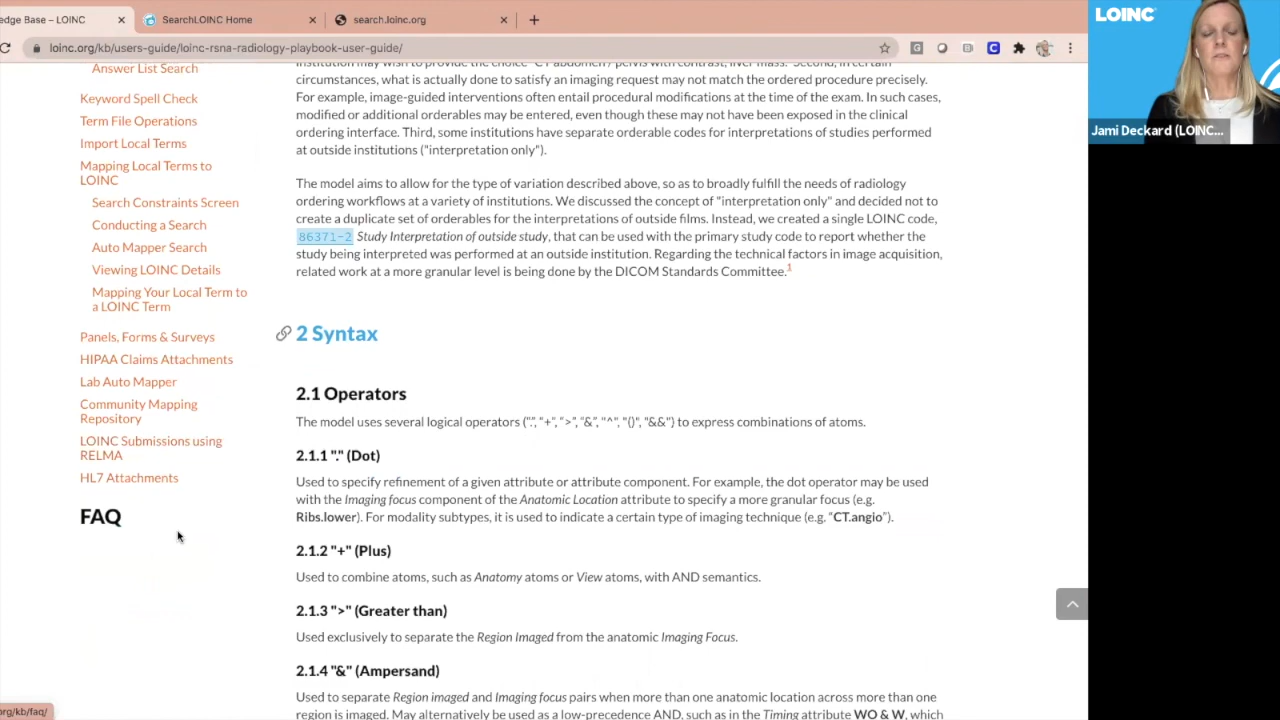 edge Base – LOINC
SearchLOINC Home
search.loinc.org
loinc.org/kb/users-guide/loinc-rsna-radiology-playbook-user-guide/
Answer List Search
Keyword Spell Check
Term File Operations
Import Local Terms
Mapping Local Terms to
LOINC
Search Constraints Screen
Conducting a Search
Auto Mapper Search
Viewing LOINC Details
Mapping Your Local Term to
a LOINC Term
Panels, Forms & Surveys
HIPAA Claims Attachments
Lab Auto Mapper
Community Mapping
Repository
LOINC Submissions using
RELMA
HL7 Attachments
FAQ
institution may wish to provide the choice "CT abdomen / pelvis with contrast, liver mass." Second, in certain
circumstances, what is actually done to satisfy an imaging request may not match the ordered procedure precisely.
For example, image-guided interventions often entail procedural modifications at the time of the exam. In such cases,
modified or additional orderables may be entered, even though these may not have been exposed in the clinical
ordering interface. Third, some institutions have separate orderable codes for interpretations of studies performed
at outside institutions ("interpretation only").
The model aims to allow for the type of variation described above, so as to broadly fulfill the needs of radiology
ordering workflows at a variety of institutions. We discussed the concept of "interpretation only" and decided not to
create a duplicate set of orderables for the interpretations of outside films. Instead, we created a single LOINC code,
86371-2 Study Interpretation of outside study, that can be used with the primary study code to report whether the
study being interpreted was performed at an outside institution. Regarding the technical factors in image acquisition,
related work at a more granular level is being done by the DICOM Standards Committee.1
2 Syntax
2.1 Operators
The model uses several logical operators (".", "+", ">", "&", "^", "()", "&&") to express combinations of atoms.
2.1.1 "." (Dot)
Used to specify refinement of a given attribute or attribute component. For example, the dot operator may be used
with the Imaging focus component of the Anatomic Location attribute to specify a more granular focus (e.g.
Ribs.lower). For modality subtypes, it is used to indicate a certain type of imaging technique (e.g. "CT.angio").
2.1.2 "+" (Plus)
Used to combine atoms, such as Anatomy atoms or View atoms, with AND semantics.
2.1.3 ">" (Greater than)
Used exclusively to separate the Region Imaged from the anatomic Imaging Focus.
2.1.4 "&" (Ampersand)
Used to separate Region imaged and Imaging focus pairs when more than one anatomic location across more than one
region is imaged. May alternatively be used as a low-precedence AND, such as in the Timing attribute WO & W, which
rg/kb/faq/
LOINC
Jami Deckard (LOINC...